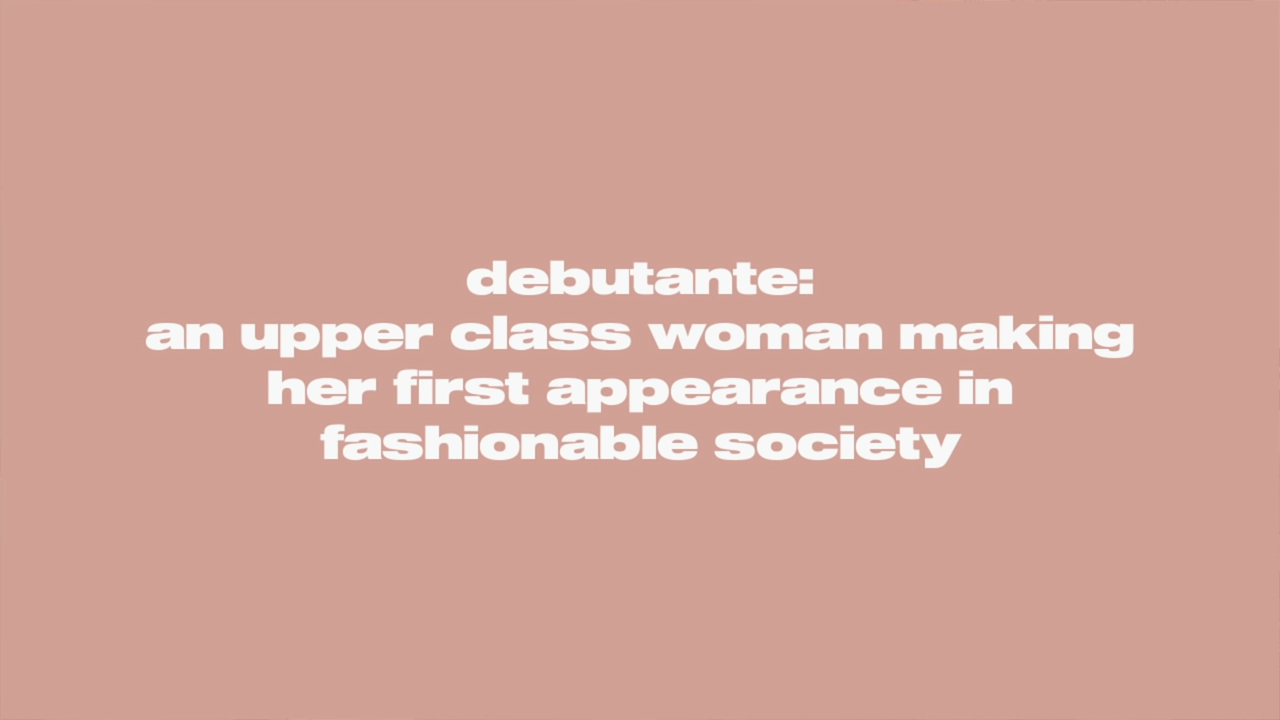 debutante:
an upper class woman making
her first appearance in
fashionable society